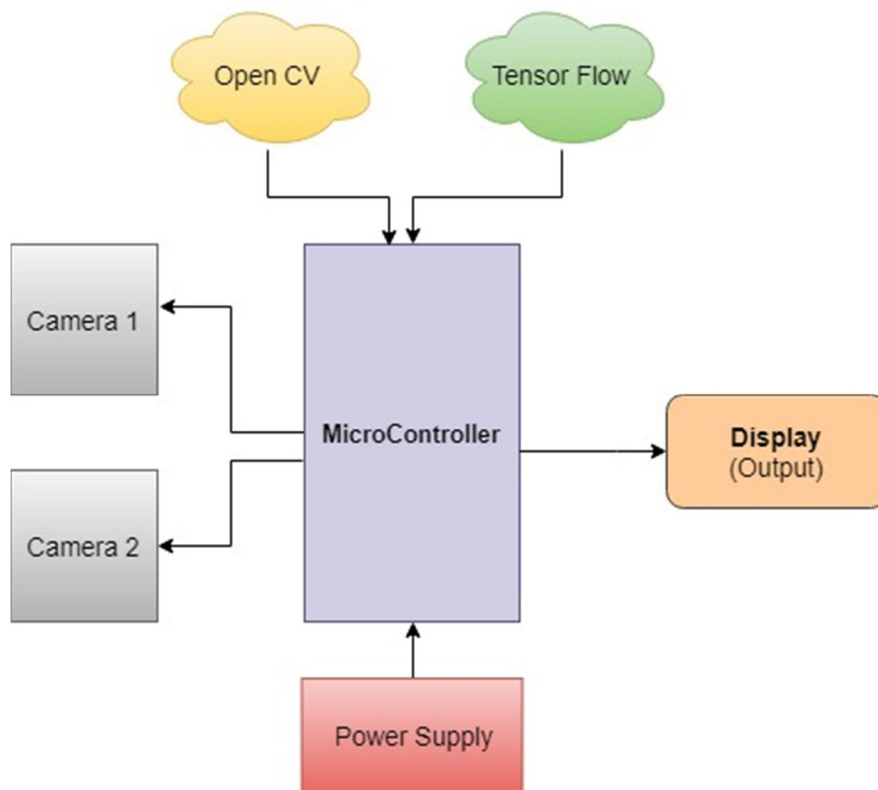 Open CV
Tensor Flow
Camera 1
MicroController
Display
(Output)
Camera 2
Power Supply